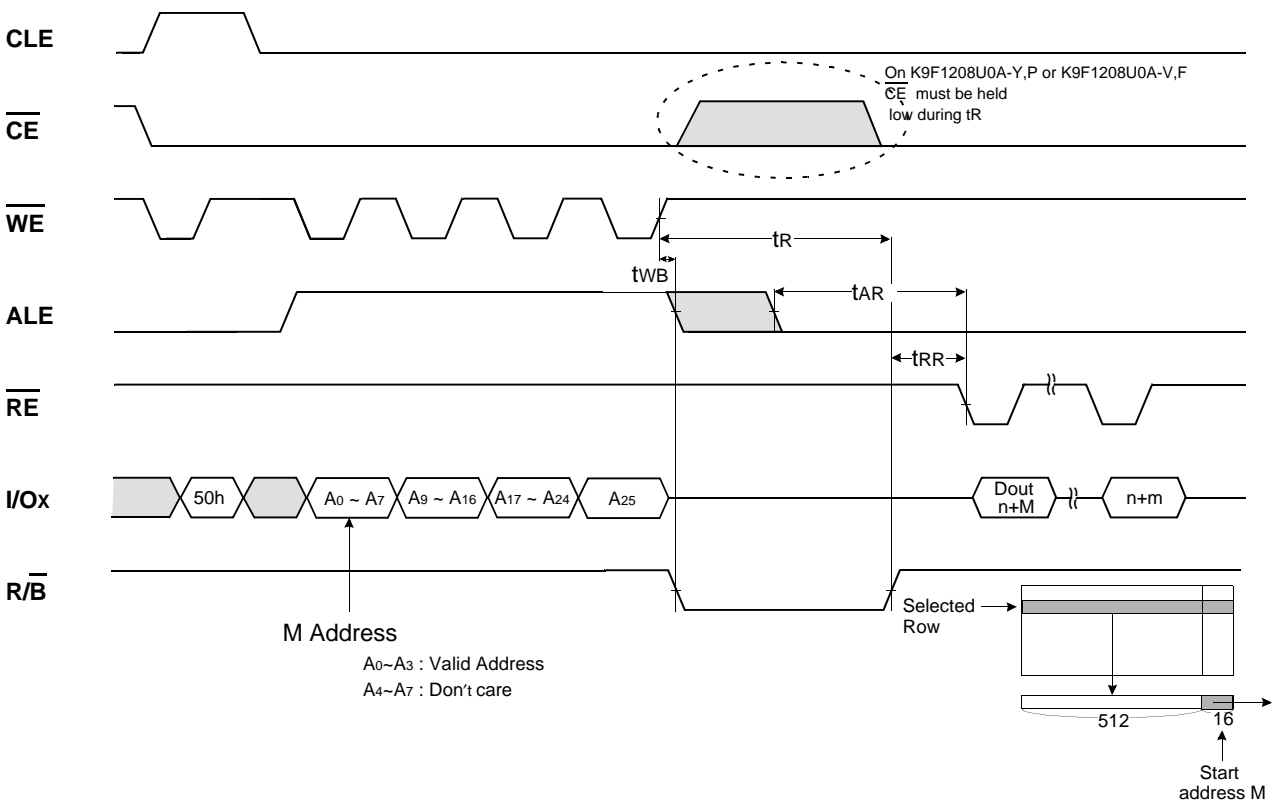 CLE
On K9F1208U0A-Y,P or K9F1208U0A-V,F
CE must be held
low during tR
CE
WE
tR
tWB
ALE
tAR
tRR
RE
I/Ox
50h
A0 ~ A7
A9 ~ A16
A17 ~ A24
A25
Dout
n+M
n+m
R/B
M Address
A0~A3 : Valid Address
A4~A7 : Don't care
Selected
Row
512
16
Start
address M